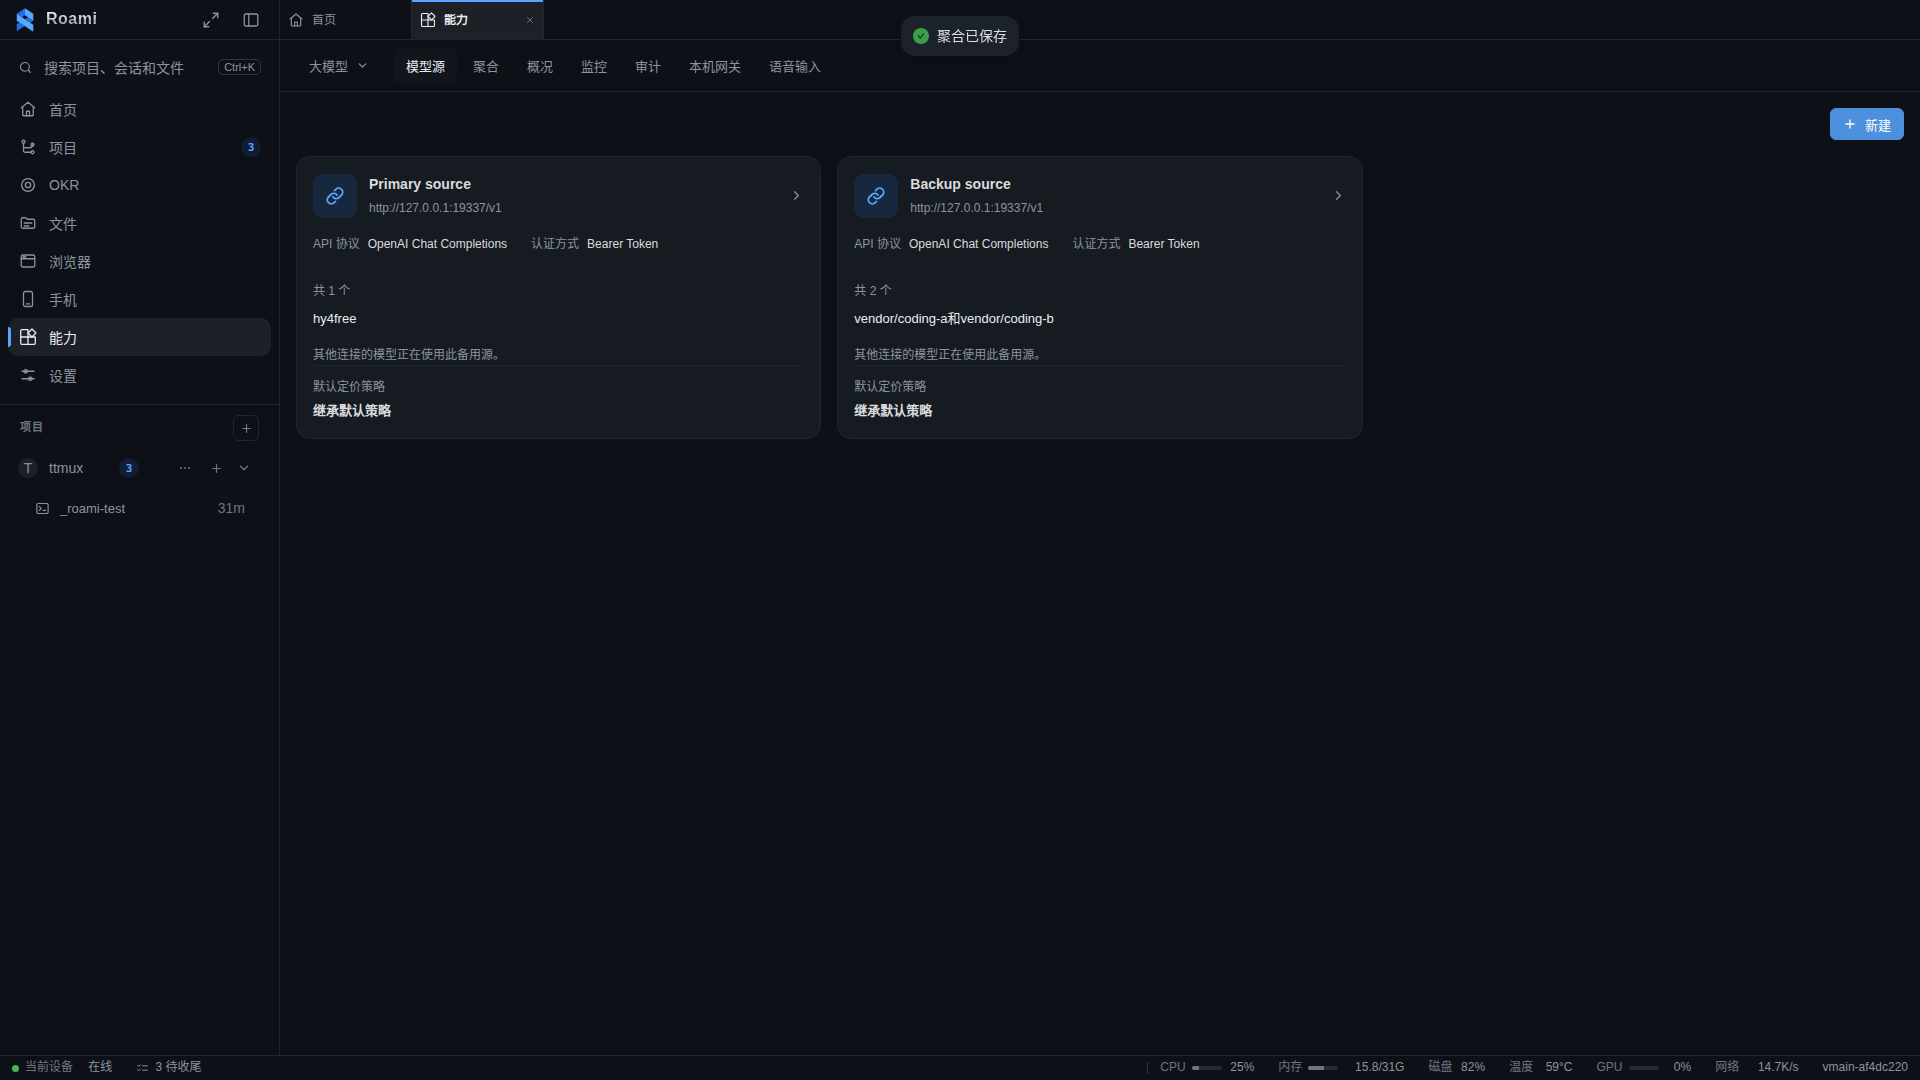 Roami
首页
能力
聚合已保存
搜索项目、会话和文件 Ctrl+K
大模型 模型源 聚合 概况 监控 审计 本机网关 语音输入
首页
项目 3
OKR
文件
浏览器
手机
能力
设置
项目
T ttmux 3
_roami-test 31m
新建
Primary source
http://127.0.0.1:19337/v1
API 协议 OpenAI Chat Completions 认证方式 Bearer Token
共 1 个
hy4free
其他连接的模型正在使用此备用源。
默认定价策略
继承默认策略
Backup source
http://127.0.0.1:19337/v1
API 协议 OpenAI Chat Completions 认证方式 Bearer Token
共 2 个
vendor/coding-a和vendor/coding-b
其他连接的模型正在使用此备用源。
默认定价策略
继承默认策略
当前设备 在线 3 待收尾 CPU 25% 内存 15.8/31G 磁盘 82% 温度 59°C GPU 0% 网络 14.7K/s vmain-af4dc220